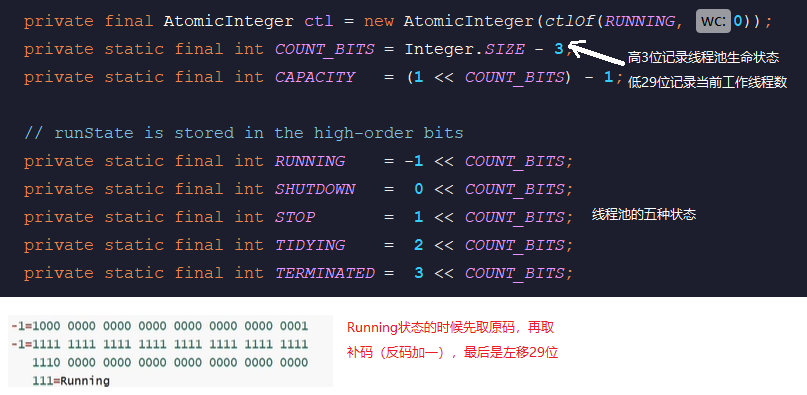 private final AtomicInteger ctl = new AtomicInteger(ctlOf(RUNNING, wc: 0));
private static final int COUNT_BITS = Integer.SIZE - 3;
高3位记录线程池生命状态
private static final int CAPACITY = (1 << COUNT_BITS) - 1;
低29位记录当前工作线程数
// runState is stored in the high-order bits
private static final int RUNNING = -1 << COUNT_BITS;
private static final int SHUTDOWN = 0 << COUNT_BITS;
private static final int STOP = 1 << COUNT_BITS;
线程池的五种状态
private static final int TIDYING = 2 << COUNT_BITS;
private static final int TERMINATED = 3 << COUNT_BITS;
-1=1000 0000 0000 0000 0000 0000 0000 0001
-1=1111 1111 1111 1111 1111 1111 1111 1111
1110 0000 0000 0000 0000 0000 0000 0000
111=Running
Running状态的时候先取原码，再取
补码（反码加一），最后是左移29位